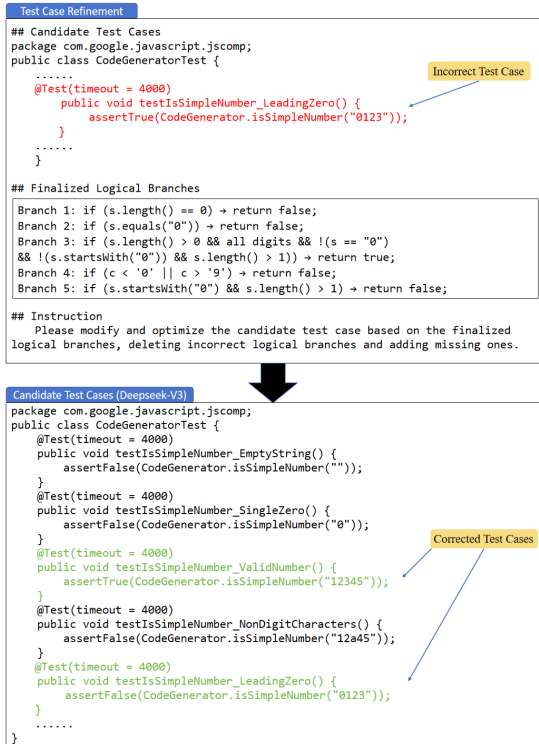 Test Case Refinement
## Candidate Test Cases
package com.google.javascript.jscomp;
public class CodeGeneratorTest {
......
@Test(timeout = 4000)
public void testIsSimpleNumber_LeadingZero() {
assertTrue(CodeGenerator.isSimpleNumber("0123"));
}
......
}
Incorrect Test Case
## Finalized Logical Branches
Branch 1: if (s.length() == 0) → return false;
Branch 2: if (s.equals("0")) → return false;
Branch 3: if (s.length() > 0 && all digits && !(s == "0")
&& !(s.startsWith("0")) && s.length() > 1)) → return true;
Branch 4: if (c < '0' || c > '9') → return false;
Branch 5: if (s.startsWith("0") && s.length() > 1) → return false;
## Instruction
Please modify and optimize the candidate test case based on the finalized
logical branches, deleting incorrect logical branches and adding missing ones.
Candidate Test Cases (Deepseek-V3)
package com.google.javascript.jscomp;
public class CodeGeneratorTest {
@Test(timeout = 4000)
public void testIsSimpleNumber_EmptyString() {
assertFalse(CodeGenerator.isSimpleNumber(""));
}
@Test(timeout = 4000)
public void testIsSimpleNumber_SingleZero() {
assertFalse(CodeGenerator.isSimpleNumber("0"));
}
@Test(timeout = 4000)
public void testIsSimpleNumber_ValidNumber() {
assertTrue(CodeGenerator.isSimpleNumber("12345"));
}
@Test(timeout = 4000)
public void testIsSimpleNumber_NonDigitCharacters() {
assertFalse(CodeGenerator.isSimpleNumber("12a45"));
}
@Test(timeout = 4000)
public void testIsSimpleNumber_LeadingZero() {
assertFalse(CodeGenerator.isSimpleNumber("0123"));
}
......
}
Corrected Test Cases